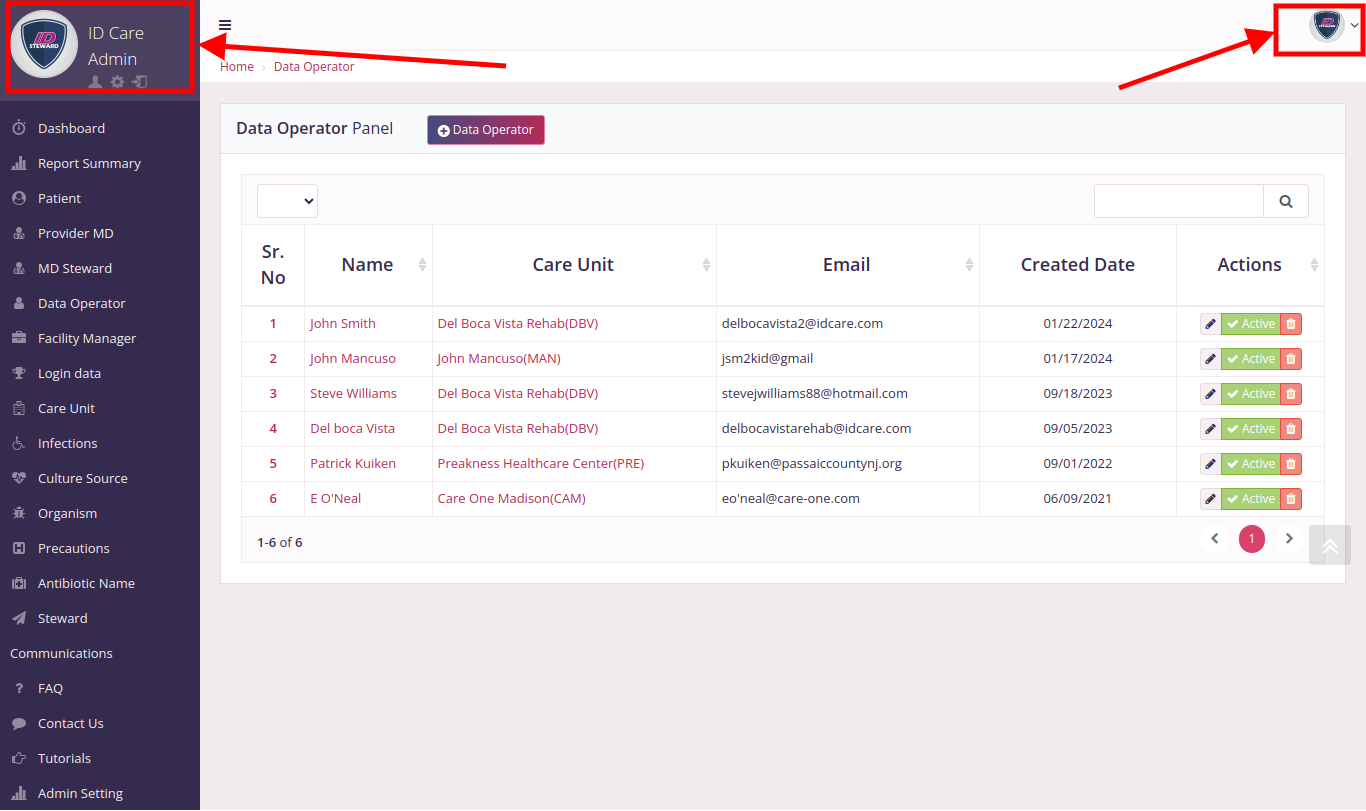 ID
STEWARD
ID Care
Admin
Dashboard
Report Summary
Patient
Provider MD
MD Steward
Data Operator
Facility Manager
Login data
Care Unit
Infections
Culture Source
Organism
Precautions
Antibiotic Name
Steward
Communications
FAQ
Contact Us
Tutorials
Admin Setting
ID
STEWARD
Home › Data Operator
Data Operator Panel
Data Operator
Sr. No Name Care Unit Email Created Date Actions
1 John Smith Del Boca Vista Rehab(DBV) delbocavista2@idcare.com 01/22/2024 Active
2 John Mancuso John Mancuso(MAN) jsm2kid@gmail 01/17/2024 Active
3 Steve Williams Del Boca Vista Rehab(DBV) stevejwilliams88@hotmail.com 09/18/2023 Active
4 Del boca Vista Del Boca Vista Rehab(DBV) delbocavistarehab@idcare.com 09/05/2023 Active
5 Patrick Kuiken Preakness Healthcare Center(PRE) pkuiken@passaiccountynj.org 09/01/2022 Active
6 E O'Neal Care One Madison(CAM) eo'neal@care-one.com 06/09/2021 Active
1-6 of 6
1